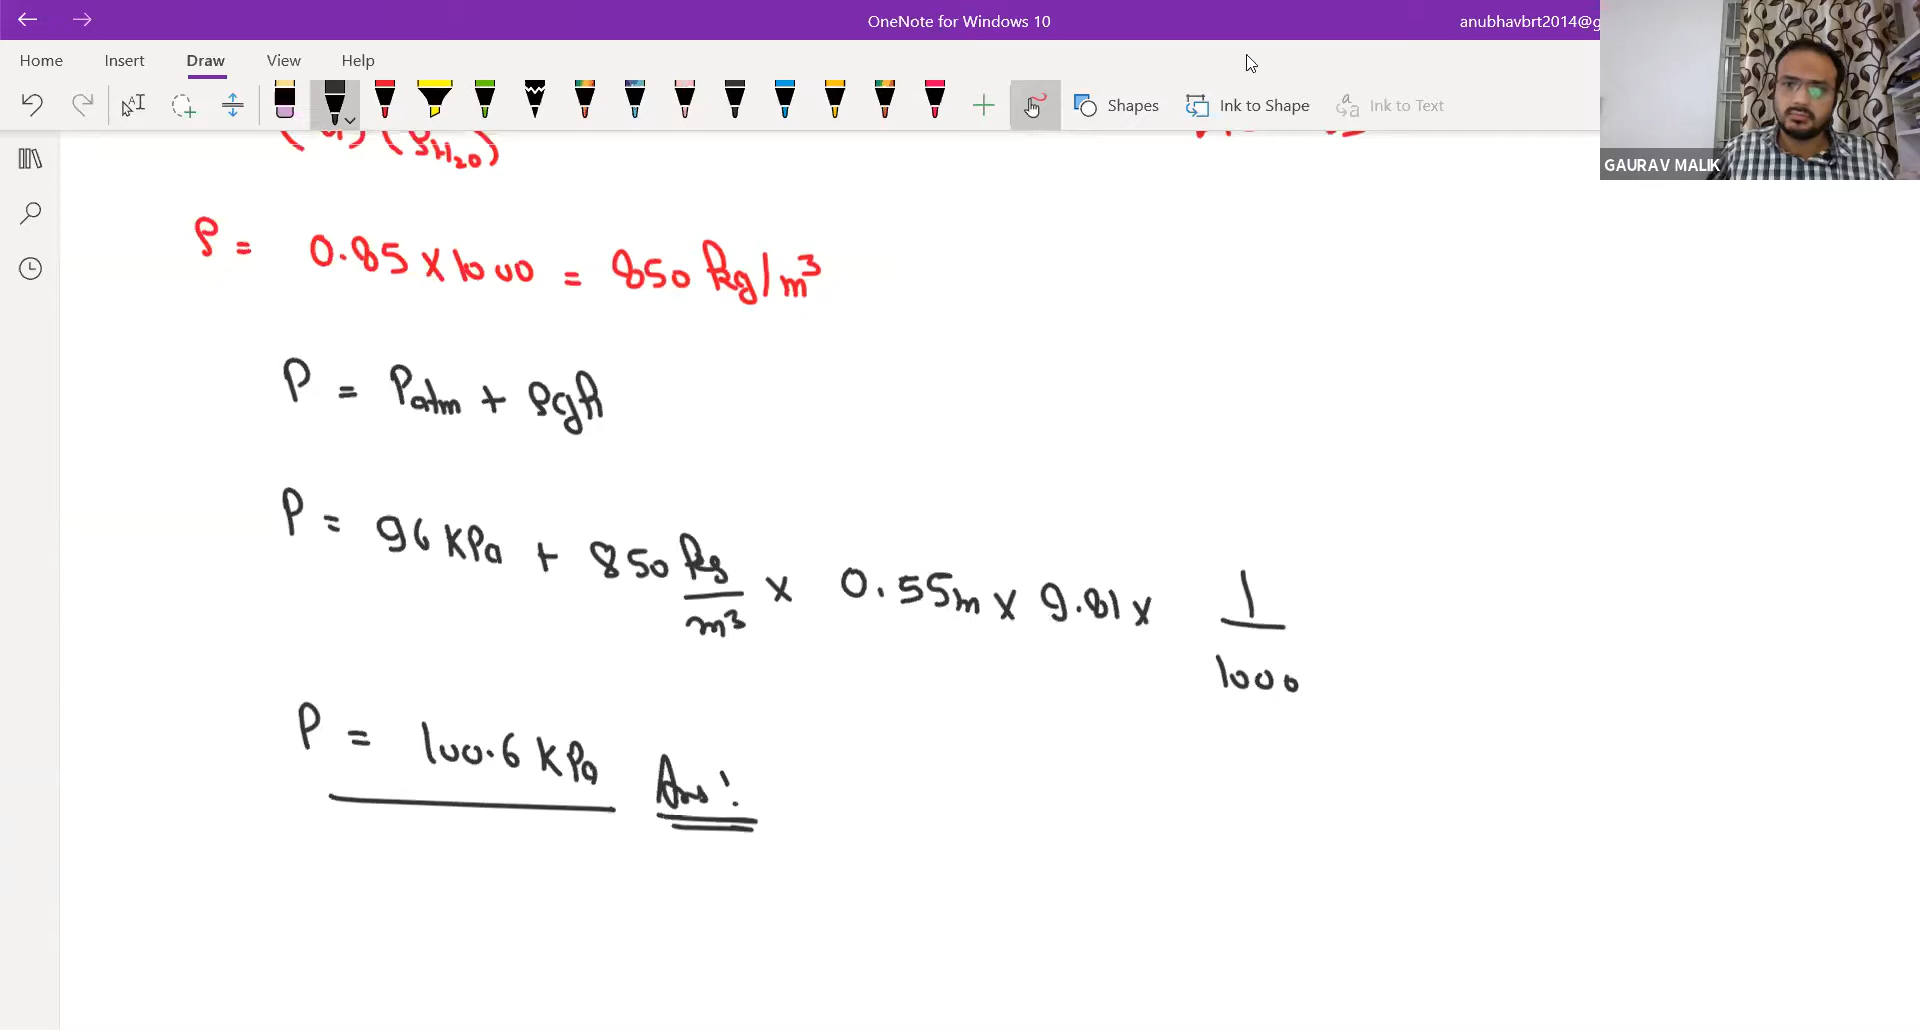 OneNote for Windows 10
anubhavbrt2014@g
Home Insert Draw View Help
Shapes Ink to Shape Ink to Text
GAURAV MALIK
(ρH₂O)
ρ = 0.85 × 1000 = 850 kg/m³
P = Patm + ρgh
P = 96 kPa + 850 kg/m³ × 0.55m × 9.81 × 1/1000
P = 100.6 kPa Ans: